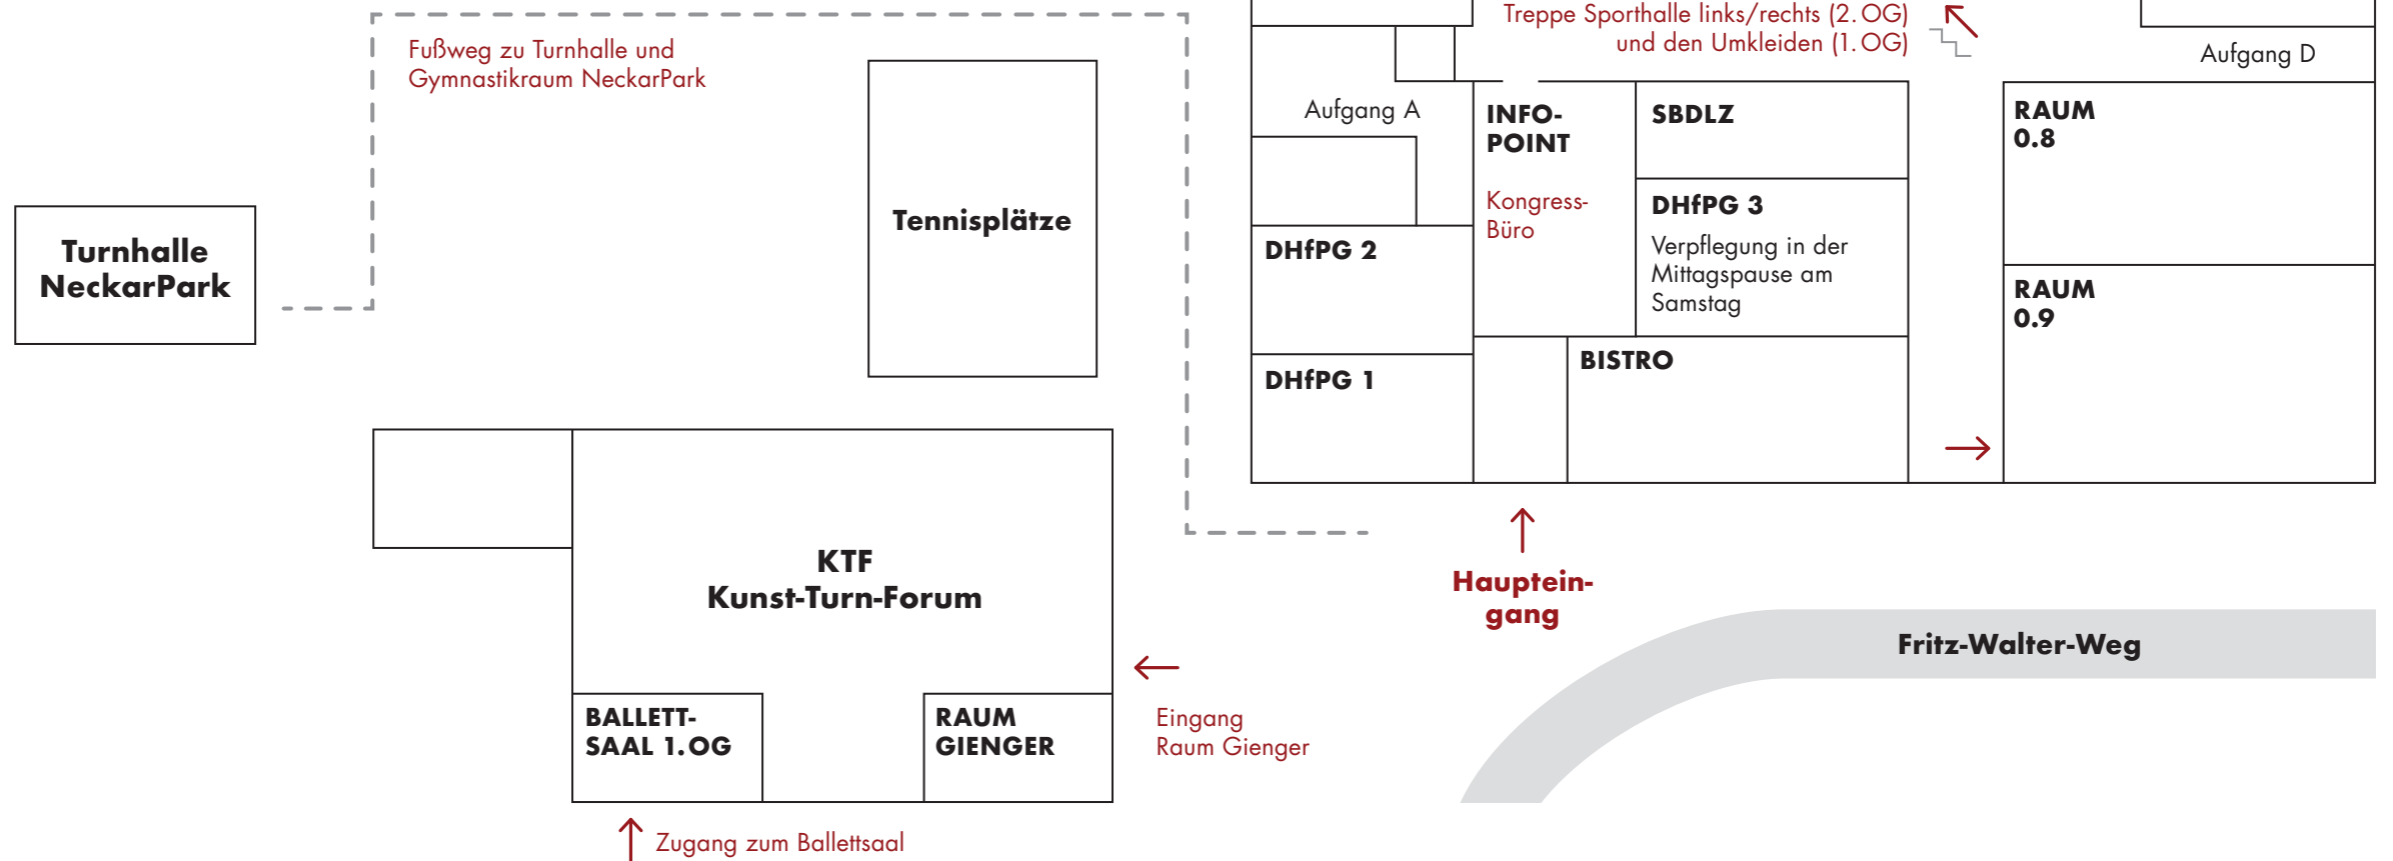 Treppe Sporthalle links/rechts (2. OG)
und den Umkleiden (1. OG)
Fußweg zu Turnhalle und
Gymnastikraum NeckarPark
Aufgang D
Aufgang A
INFO-
POINT
Kongress-
Büro
SBDLZ
RAUM
0.8
Turnhalle
NeckarPark
Tennisplätze
DHfPG 2
DHfPG 3
Verpflegung in der
Mittagspause am
Samstag
RAUM
0.9
DHfPG 1
BISTRO
KTF
Kunst-Turn-Forum
Hauptein-
gang
Fritz-Walter-Weg
BALLETT-
SAAL 1. OG
RAUM
GIENGER
Eingang
Raum Gienger
Zugang zum Ballettsaal